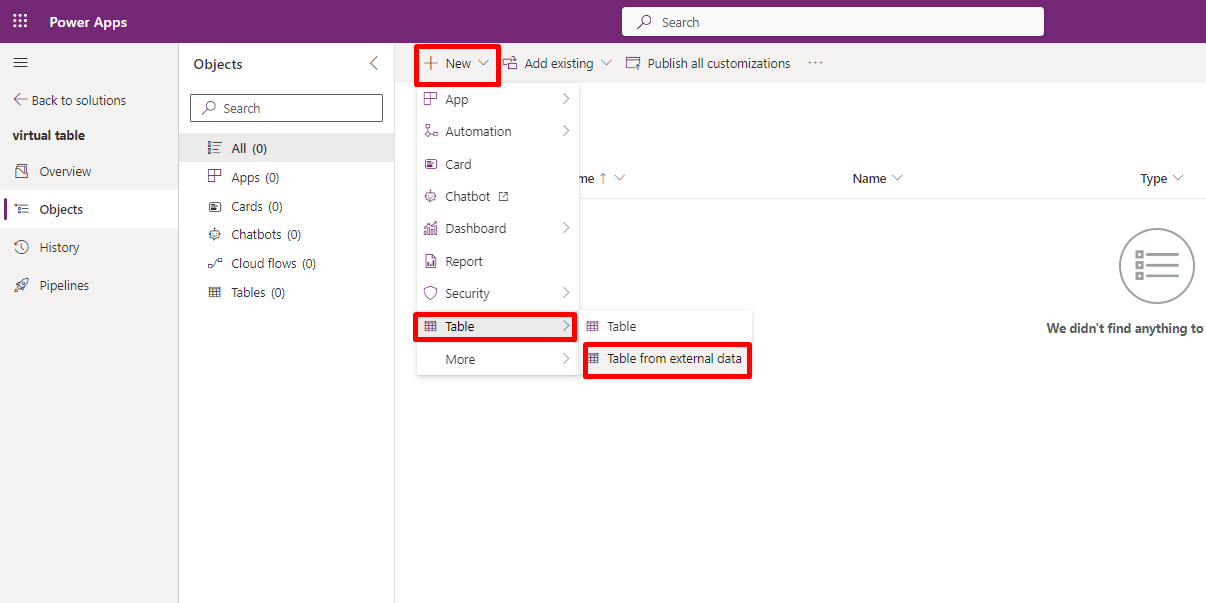 Power Apps
Search
Back to solutions
virtual table
Overview
Objects
History
Pipelines
Objects
Search
All (0)
Apps (0)
Cards (0)
Chatbots (0)
Cloud flows (0)
Tables (0)
New
Add existing
Publish all customizations
App
Automation
Card
Chatbot
Dashboard
Report
Security
Table
More
Table
Table from external data
me ↑
Name
Type
We didn't find anything to